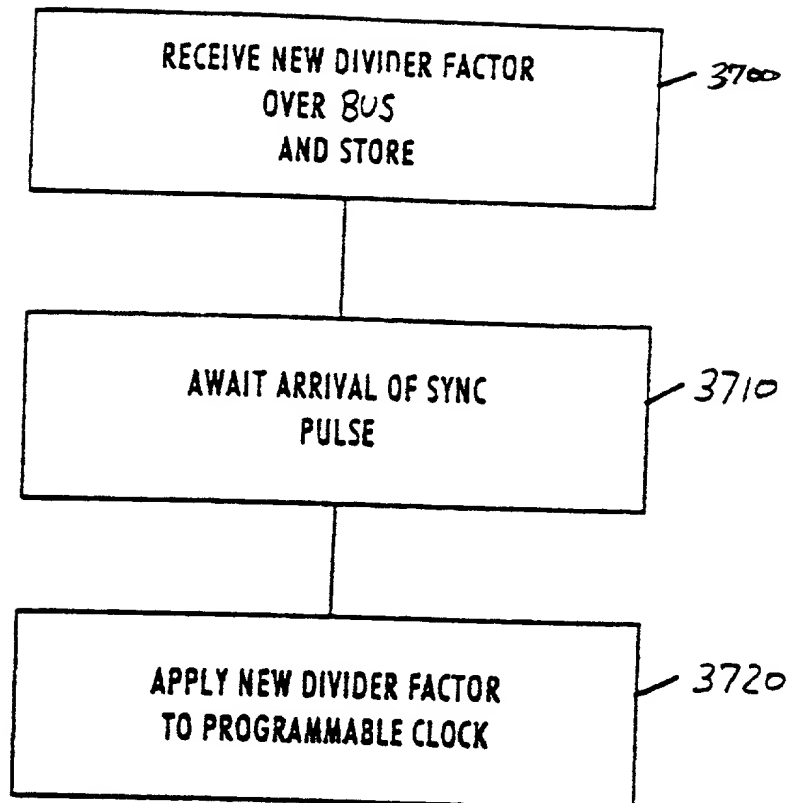 RECEIVE NEW DIVIDER FACTOR
OVER BUS
AND STORE
3700
AWAIT ARRIVAL OF SYNC
PULSE
3710
APPLY NEW DIVIDER FACTOR
TO PROGRAMMABLE CLOCK
3720